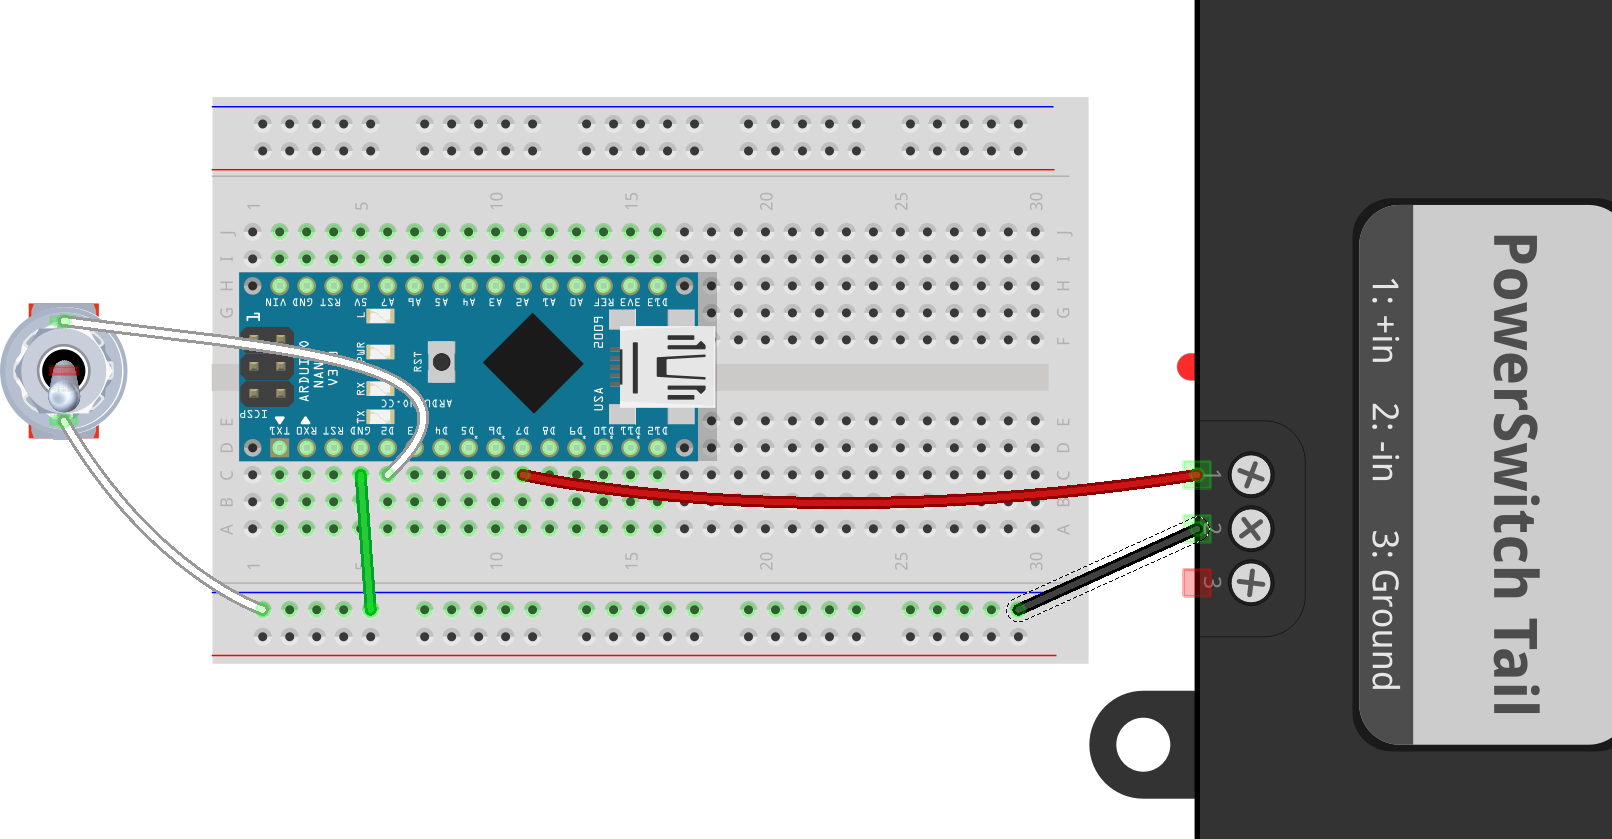 1 5 10 15 20 25 30
J J
I I
H H
VIN GND RST 5V A7 A6 A5 A4 A3 A2 A1 A0 REF 3V3 D13
G G
F F
1
L
PWR
RX
TX
RST
ARDUINO
NANO
V3.0
ARDUINO.CC
ICSP
USA
2009
E E
TX1 RX0 RST GND D2 D3 D4 D5 D6 D7 D8 D9 D10 D11 D12
D D
C C
B B
A A
1 5 10 15 20 25 30
1
2
3
1: +in 2: -in 3: Ground
PowerSwitch Tail